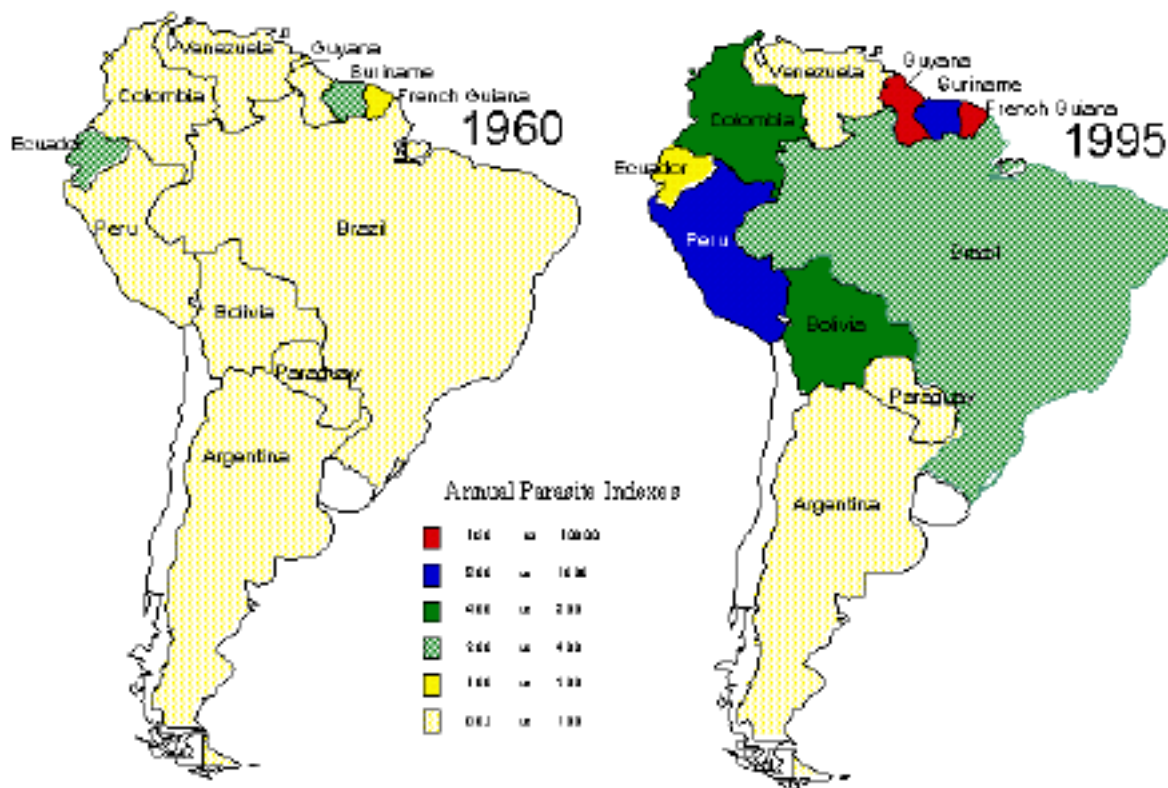 Venezuela
Guyana
Suriname
French Guiana
Colombia
1960
Ecuador
Peru
Brazil
Bolivia
Paraguay
Argentina
Guyana
Suriname
French Guiana
Venezuela
1995
Colombia
Ecuador
Peru
Brazil
Bolivia
Paraguay
Argentina
Annual Parasite Indexes